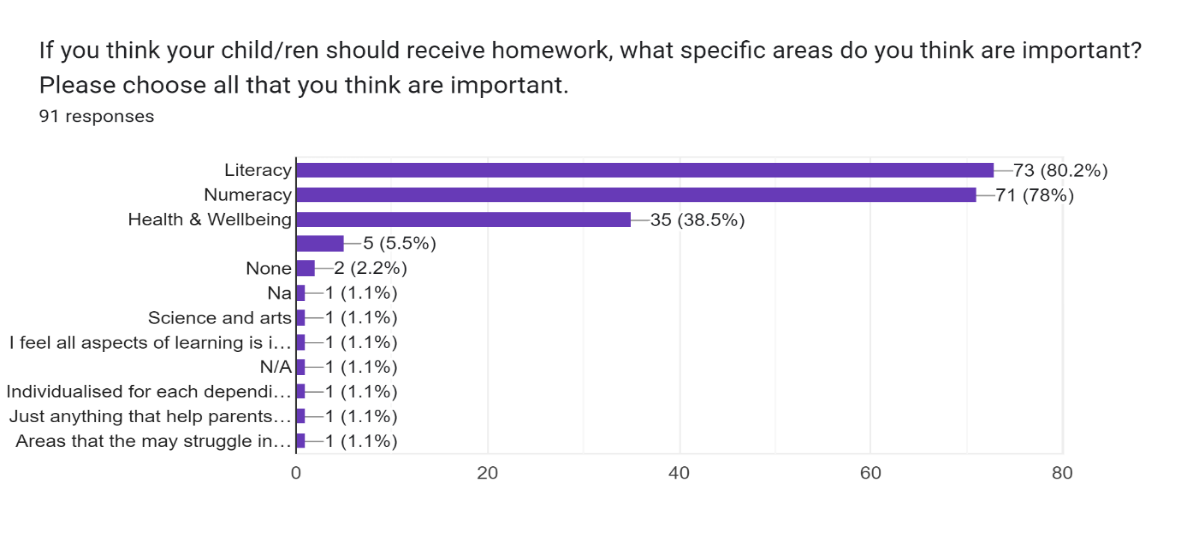 If you think your child/ren should receive homework, what specific areas do you think are important?
Please choose all that you think are important.
91 responses
Literacy 73 (80.2%)
Numeracy 71 (78%)
Health & Wellbeing 35 (38.5%)
5 (5.5%)
None 2 (2.2%)
Na 1 (1.1%)
Science and arts 1 (1.1%)
I feel all aspects of learning is i... 1 (1.1%)
N/A 1 (1.1%)
Individualised for each dependi... 1 (1.1%)
Just anything that help parents... 1 (1.1%)
Areas that the may struggle in... 1 (1.1%)
0 20 40 60 80